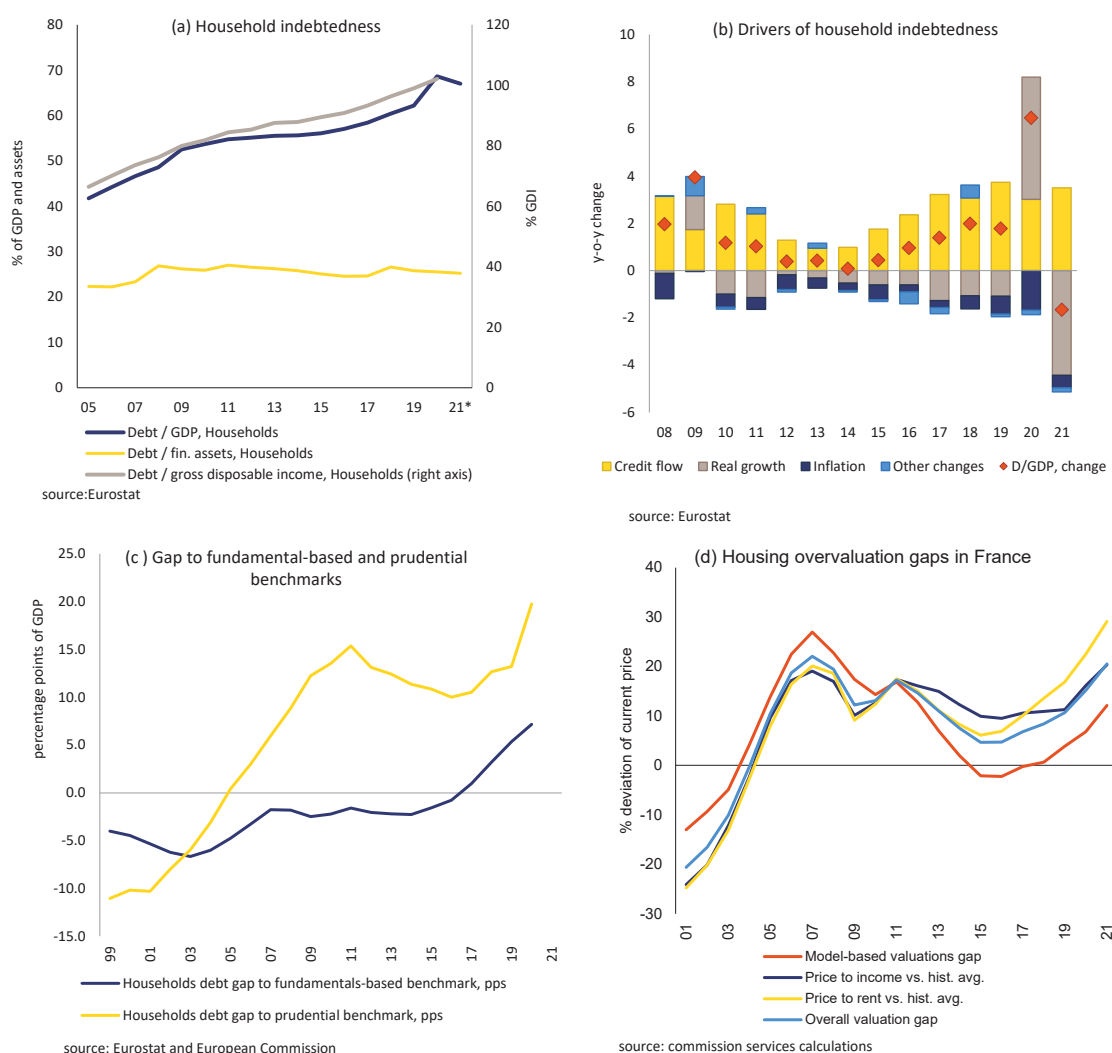 (a) Household indebtedness
% of GDP and assets
80
70
60
50
40
30
20
10
0
120
100
80
60
40
20
0
% GDI
05 07 09 11 13 15 17 19 21*
Debt / GDP, Households
Debt / fin. assets, Households
Debt / gross disposable income, Households (right axis)
source:Eurostat
(b) Drivers of household indebtedness
y-o-y change
10
8
6
4
2
0
-2
-4
-6
08 09 10 11 12 13 14 15 16 17 18 19 20 21
Credit flow Real growth Inflation Other changes D/GDP, change
source: Eurostat
(c ) Gap to fundamental-based and prudential
benchmarks
percentage points of GDP
25.0
20.0
15.0
10.0
5.0
0.0
-5.0
-10.0
-15.0
99 01 03 05 07 09 11 13 15 17 19 21
Households debt gap to fundamentals-based benchmark, pps
Households debt gap to prudential benchmark, pps
source: Eurostat and European Commission
(d) Housing overvaluation gaps in France
% deviation of current price
40
30
20
10
0
-10
-20
-30
01 03 05 07 09 11 13 15 17 19 21
Model-based valuations gap
Price to income vs. hist. avg.
Price to rent vs. hist. avg.
Overall valuation gap
source: commission services calculations